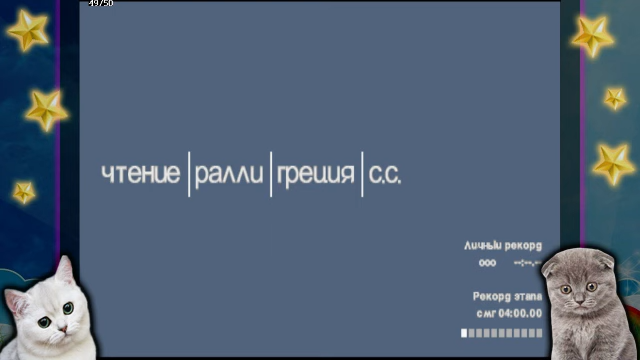 49/50
чтение|ралли|греция|с.с.
Личный рекорд
ооо --:--.--
Рекорд этапа
смг 04:00.00